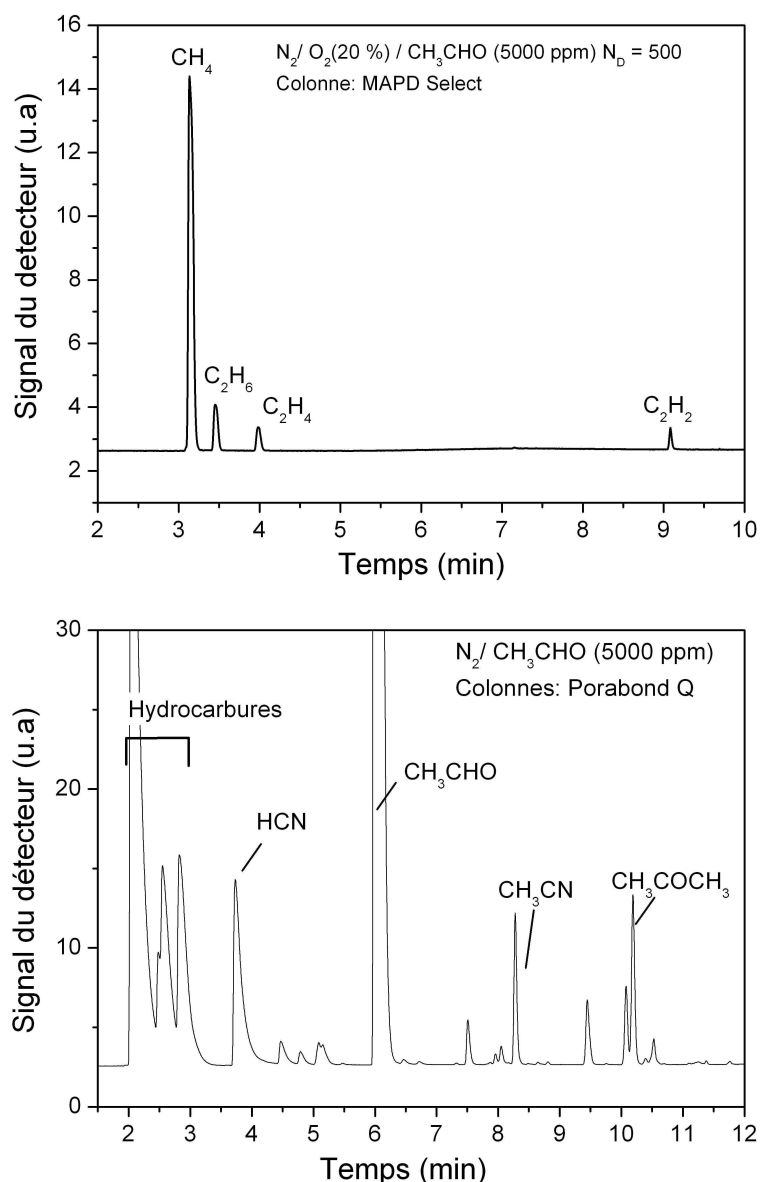 16
14
12
10
8
6
4
2
Signal du detecteur (u.a)
N₂/ O₂(20 %) / CH₃CHO (5000 ppm) N_D = 500
Colonne: MAPD Select
CH₄
C₂H₆
C₂H₄
C₂H₂
2 3 4 5 6 7 8 9 10
Temps (min)
30
20
10
0
Signal du détecteur (u.a)
N₂/ CH₃CHO (5000 ppm)
Colonnes: Porabond Q
Hydrocarbures
HCN
CH₃CHO
CH₃CN
CH₃COCH₃
2 3 4 5 6 7 8 9 10 11 12
Temps (min)